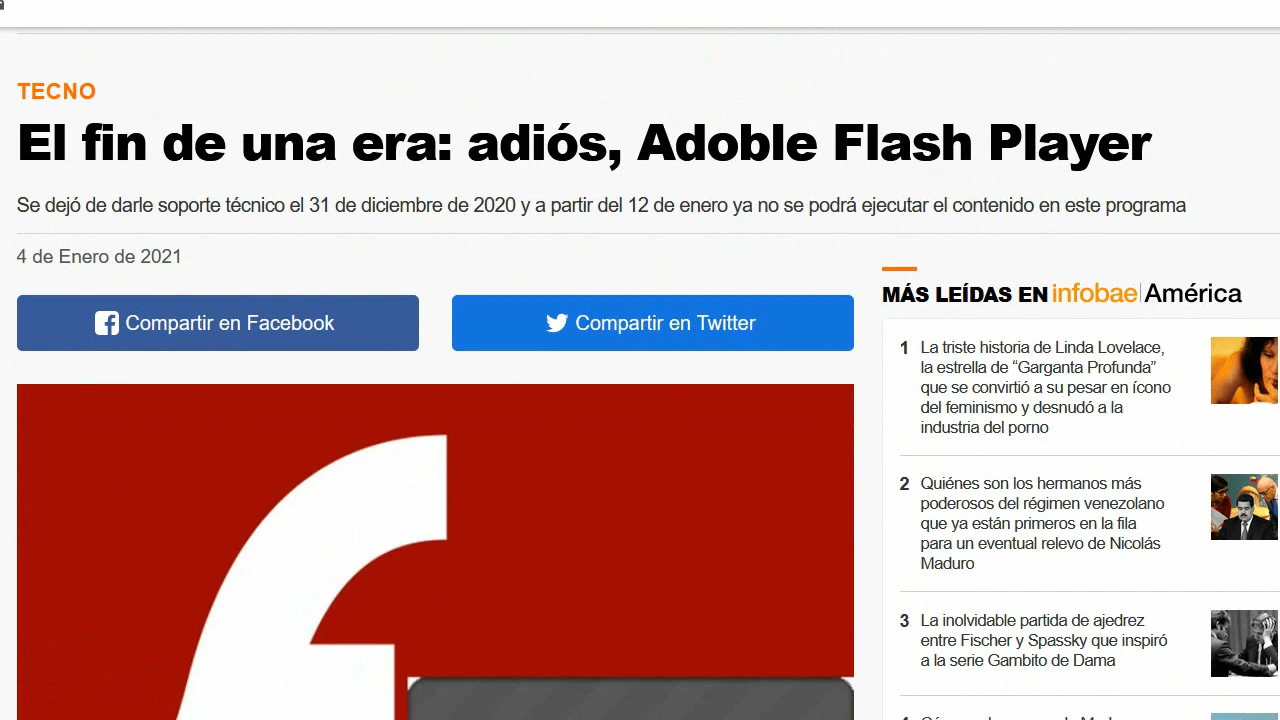 TECNO
El fin de una era: adiós, Adoble Flash Player
Se dejó de darle soporte técnico el 31 de diciembre de 2020 y a partir del 12 de enero ya no se podrá ejecutar el contenido en este programa
4 de Enero de 2021
Compartir en Facebook
Compartir en Twitter
MÁS LEÍDAS EN infobae América
1 La triste historia de Linda Lovelace,
la estrella de “Garganta Profunda”
que se convirtió a su pesar en ícono
del feminismo y desnudó a la
industria del porno
2 Quiénes son los hermanos más
poderosos del régimen venezolano
que ya están primeros en la fila
para un eventual relevo de Nicolás
Maduro
3 La inolvidable partida de ajedrez
entre Fischer y Spassky que inspiró
a la serie Gambito de Dama